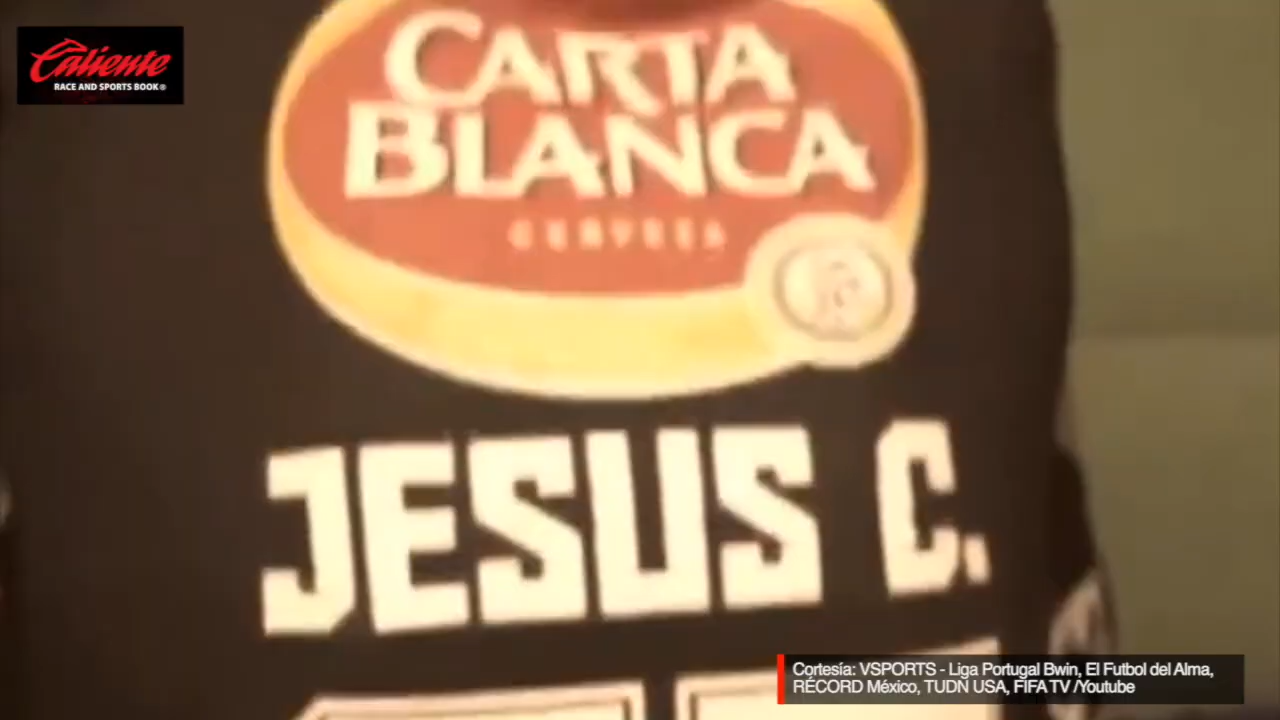 Caliente
RACE AND SPORTS BOOK®
CARTA
BLANCA
CERVEZA
JESUS C.
Cortesía: VSPORTS - Liga Portugal Bwin, El Futbol del Alma,
RÉCORD México, TUDN USA, FIFA TV /Youtube